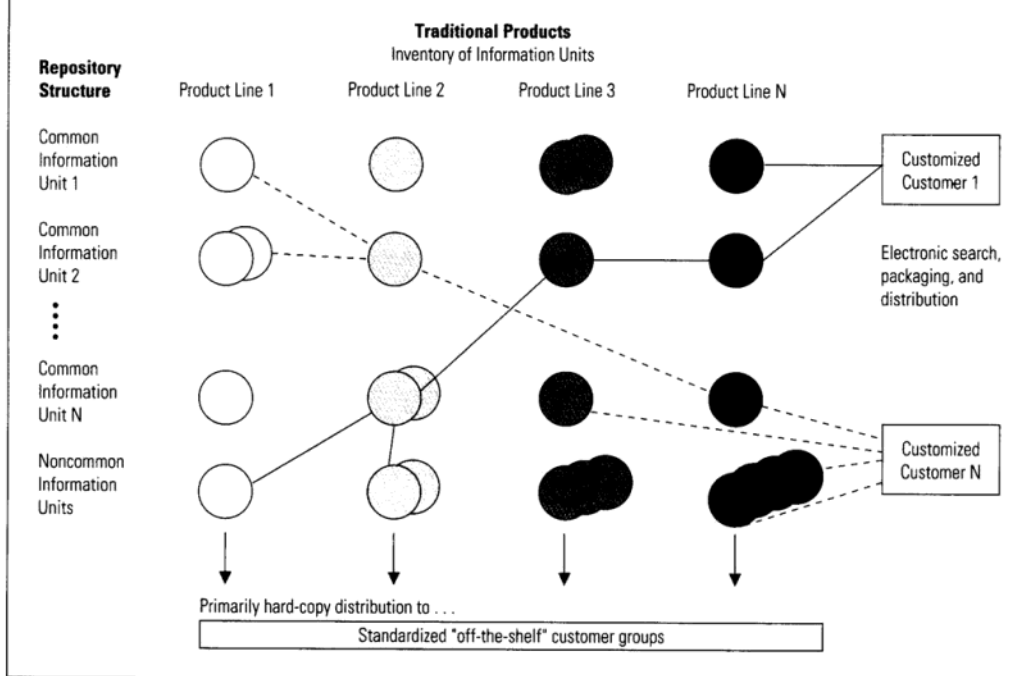 Traditional Products
Inventory of Information Units
Repository
Structure
Product Line 1
Product Line 2
Product Line 3
Product Line N
Common
Information
Unit 1
Customized
Customer 1
Common
Information
Unit 2
Electronic search,
packaging, and
distribution
Common
Information
Unit N
Noncommon
Information
Units
Customized
Customer N
Primarily hard-copy distribution to . . .
Standardized "off-the-shelf" customer groups